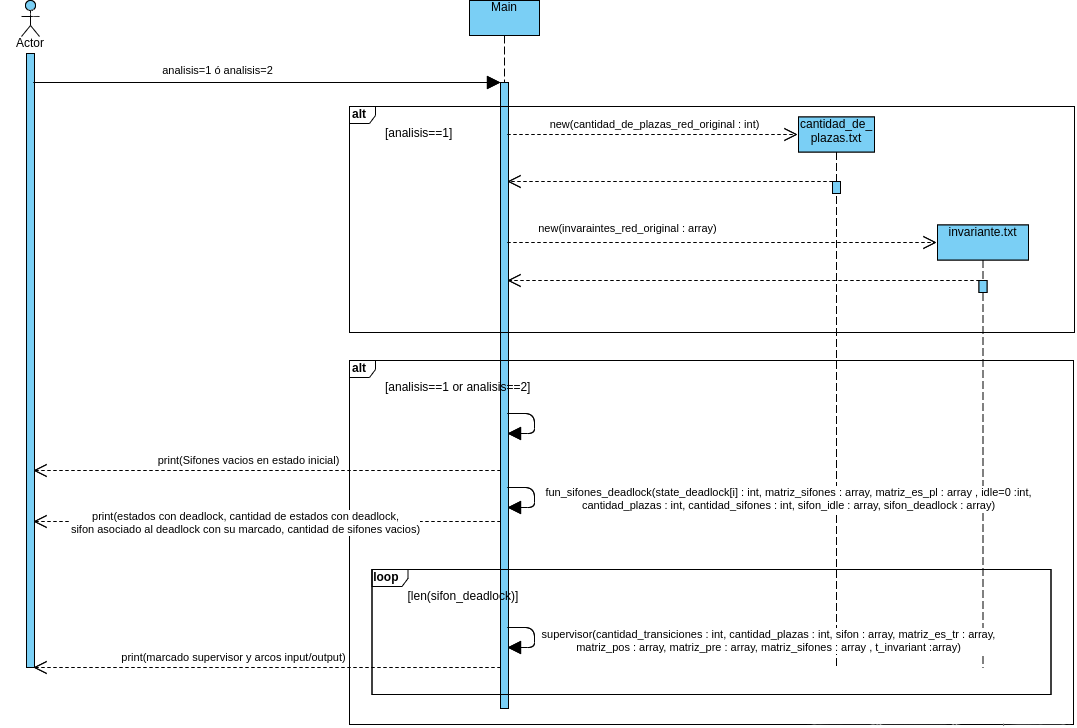 Actor
Main
analisis=1 ó analisis=2
alt
[analisis==1]
new(cantidad_de_plazas_red_original : int)
cantidad_de_
plazas.txt
new(invaraintes_red_original : array)
invariante.txt
alt
[analisis==1 or analisis==2]
print(Sifones vacios en estado inicial)
fun_sifones_deadlock(state_deadlock[i] : int, matriz_sifones : array, matriz_es_pl : array , idle=0 :int,
cantidad_plazas : int, cantidad_sifones : int, sifon_idle : array, sifon_deadlock : array)
print(estados con deadlock, cantidad de estados con deadlock,
sifon asociado al deadlock con su marcado, cantidad de sifones vacios)
loop
[len(sifon_deadlock)]
supervisor(cantidad_transiciones : int, cantidad_plazas : int, sifon : array, matriz_es_tr : array,
matriz_pos : array, matriz_pre : array, matriz_sifones : array , t_invariant :array)
print(marcado supervisor y arcos input/output)